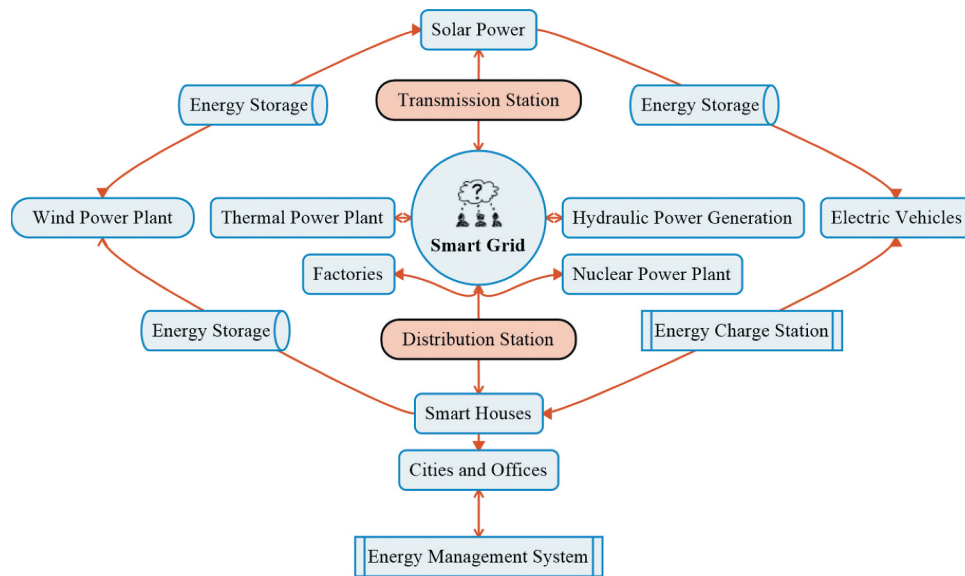 Solar Power
Energy Storage
Transmission Station
Energy Storage
?
Wind Power Plant
Thermal Power Plant
Smart Grid
Hydraulic Power Generation
Electric Vehicles
Factories
Nuclear Power Plant
Energy Storage
Distribution Station
Energy Charge Station
Smart Houses
Cities and Offices
Energy Management System